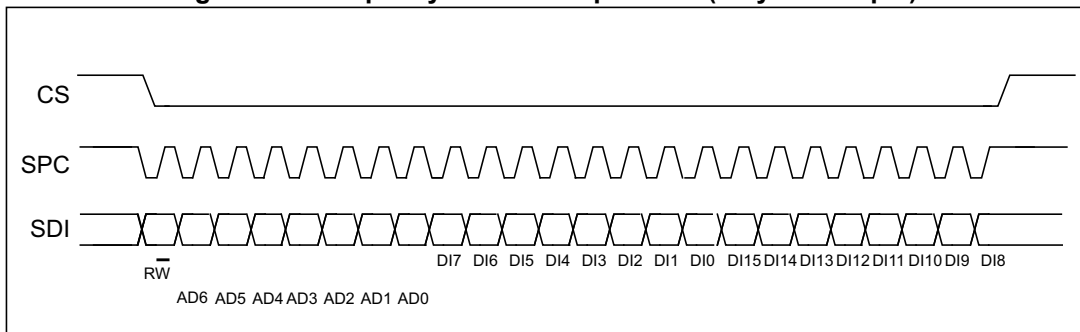 CS
SPC
SDI
DI7 DI6 DI5 DI4 DI3 DI2 DI1 DI0 DI15 DI14 DI13 DI12 DI11 DI10 DI9 DI8
RW
AD6 AD5 AD4 AD3 AD2 AD1 AD0